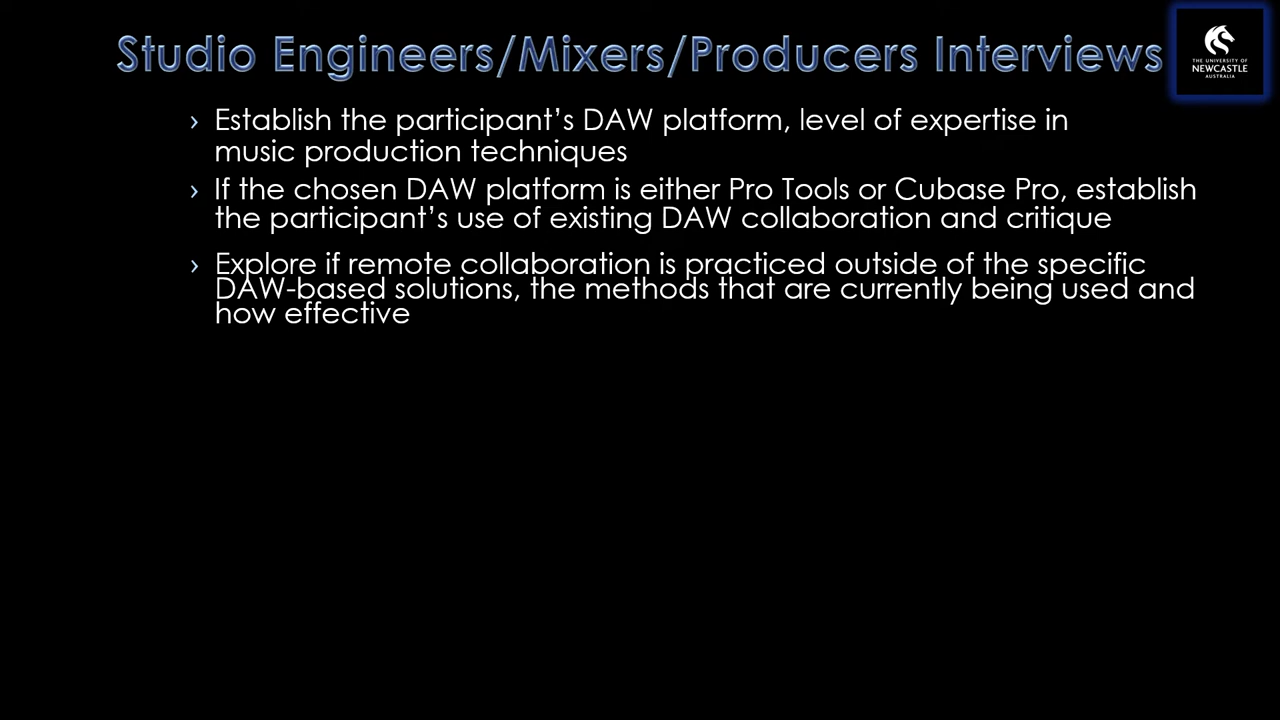 Studio Engineers/Mixers/Producers Interviews
THE UNIVERSITY OF
NEWCASTLE
AUSTRALIA
› Establish the participant’s DAW platform, level of expertise in
music production techniques
› If the chosen DAW platform is either Pro Tools or Cubase Pro, establish
the participant’s use of existing DAW collaboration and critique
› Explore if remote collaboration is practiced outside of the specific
DAW-based solutions, the methods that are currently being used and
how effective